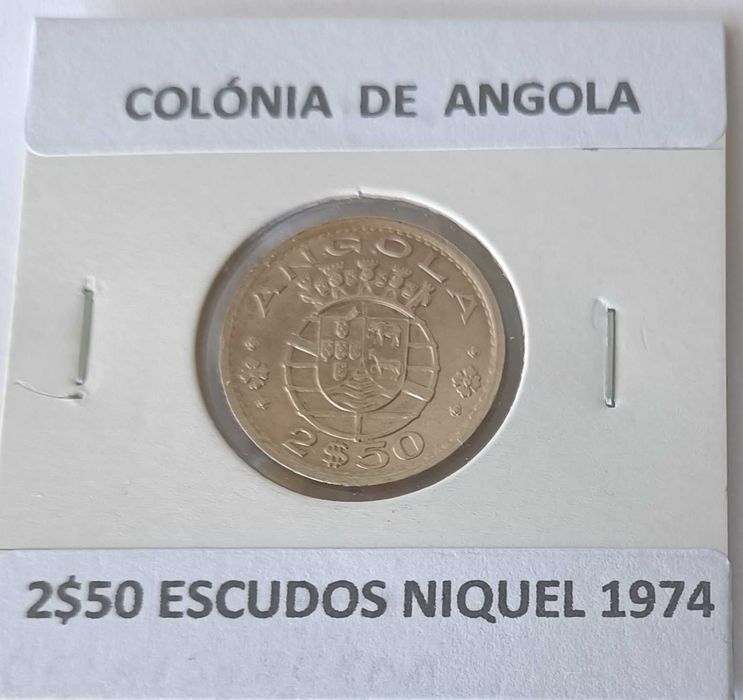 COLÓNIA DE ANGOLA
ANGOLA
2$50
2$50 ESCUDOS NIQUEL 1974